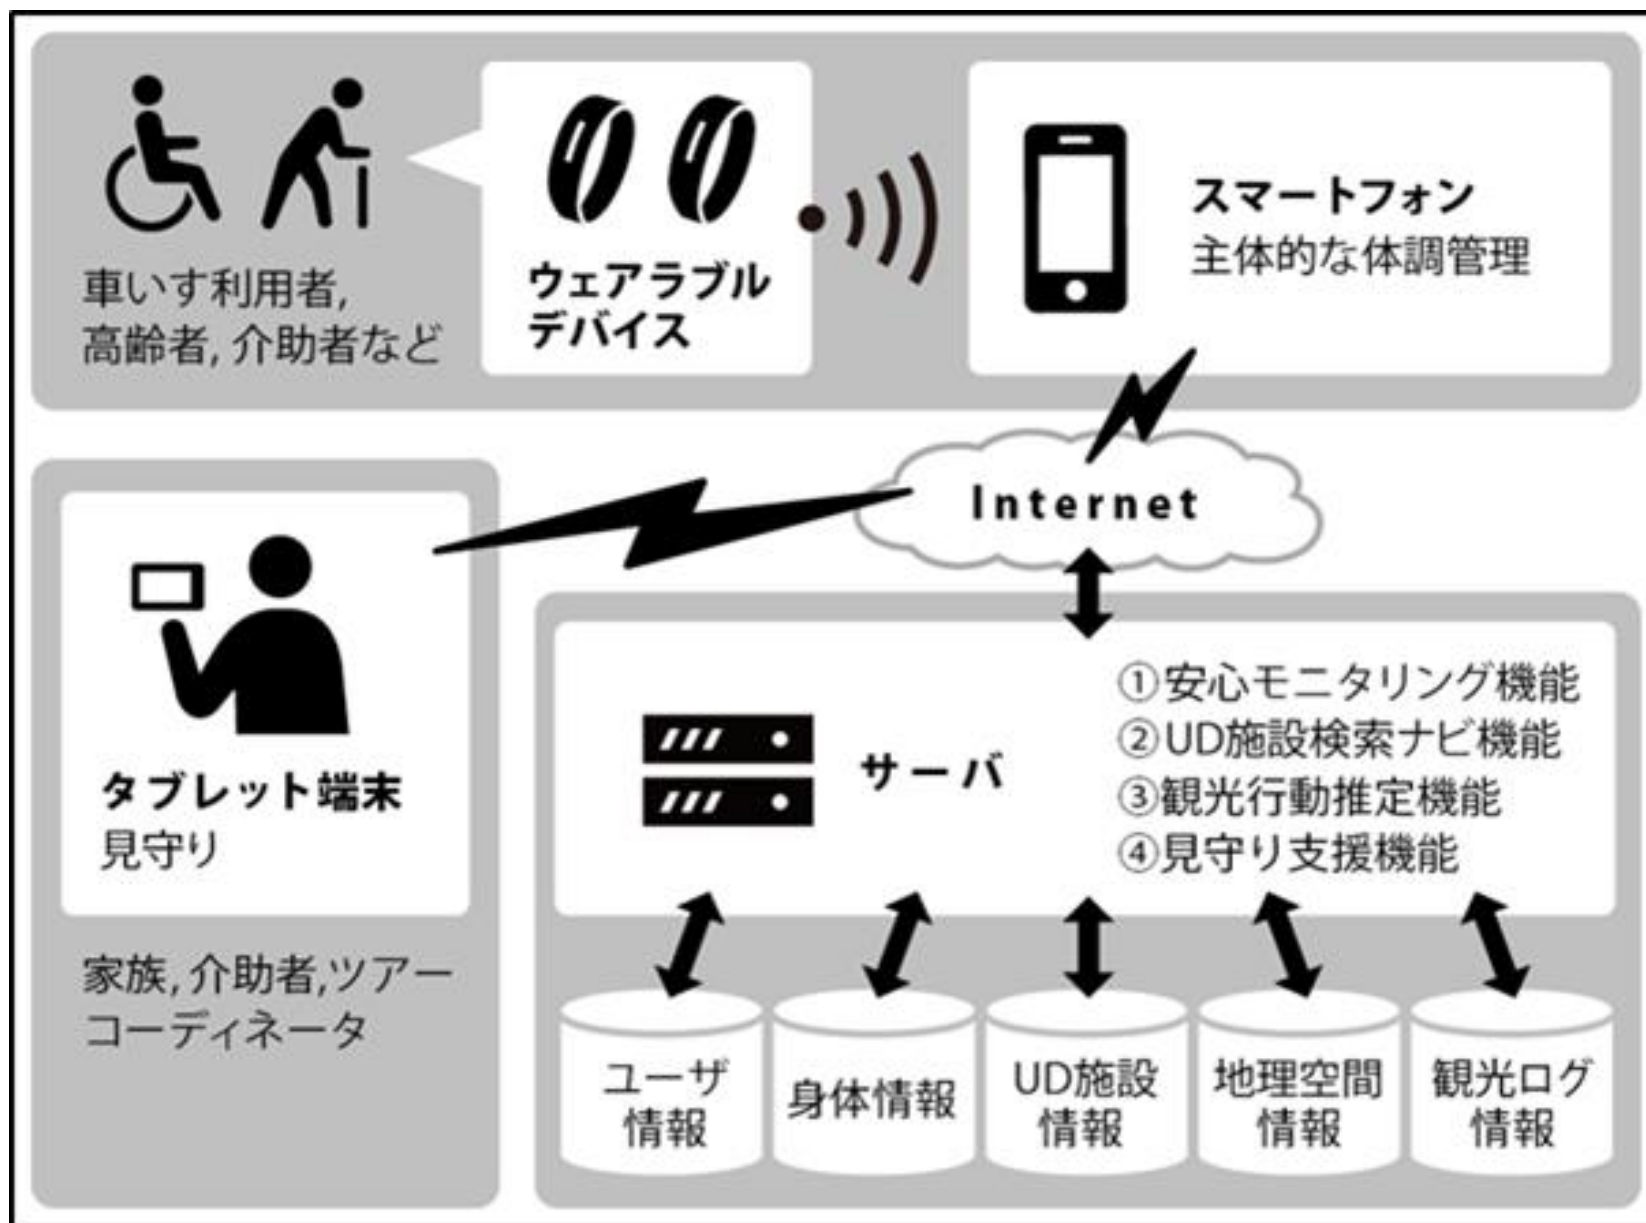 車いす利用者,
高齢者, 介助者など
ウェアラブル
デバイス
スマートフォン
主体的な体調管理
Internet
タブレット端末
見守り
家族, 介助者,ツアー
コーディネータ
サーバ
①安心モニタリング機能
②UD施設検索ナビ機能
③観光行動推定機能
④見守り支援機能
ユーザ
情報
身体情報
UD施設
情報
地理空間
情報
観光ログ
情報